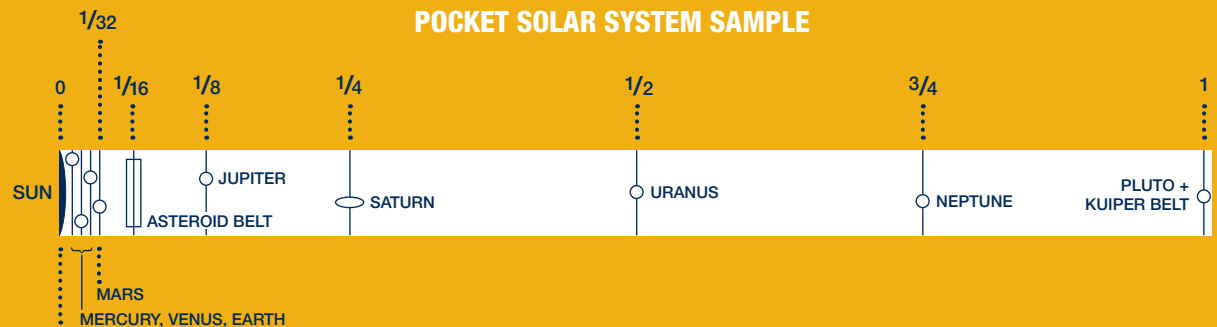 POCKET SOLAR SYSTEM SAMPLE
1/32
0 1/16 1/8 1/4 1/2 3/4 1
SUN
JUPITER
ASTEROID BELT
SATURN
URANUS
NEPTUNE
PLUTO +
KUIPER BELT
MARS
MERCURY, VENUS, EARTH